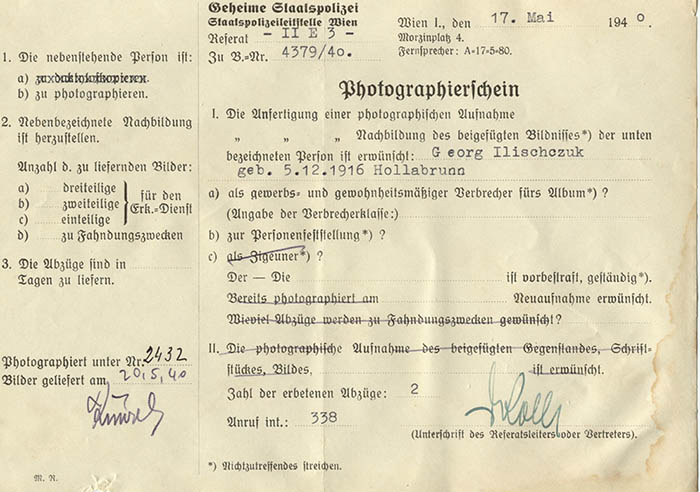 Geheime Staatspolizei
Staatspolizeileitstelle Wien
Referat - II E 3 -
Zu B.=Nr. 4379/40.
Wien I., den 17. Mai 1940.
Morzinplatz 4.
Fernsprecher: A=17=5=80.
1. Die nebenstehende Person ist:
a) zu daktyloskopieren.
b) zu photographieren.
2. Nebenbezeichnete Nachbildung
ist herzustellen.
Anzahl d. zu liefernden Bilder:
a) dreiteilige
b) zweiteilige
c) einteilige
für den
Erk.=Dienst
d) zu Fahndungszwecken
3. Die Abzüge sind in
Tagen zu liefern.
Photographiert unter Nr. 2432
Bilder geliefert am 20.5.40
M. R.
Photographierschein
I. Die Anfertigung einer photographischen Aufnahme
„ „ „ Nachbildung des beigefügten Bildnisses*) der unten
bezeichneten Person ist erwünscht: Georg Ilischczuk
geb. 5.12.1916 Hollabrunn
a) als gewerbs= und gewohnheitsmäßiger Verbrecher fürs Album*) ?
(Angabe der Verbrecherklasse:)
b) zur Personenfeststellung*) ?
c) als Zigeuner*) ?
Der — Die ist vorbestraft, geständig*).
Bereits photographiert am Neuaufnahme erwünscht.
Wieviel Abzüge werden zu Fahndungszwecken gewünscht?
II. Die photographische Aufnahme des beigefügten Gegenstandes, Schrift=
stückes, Bildes, ist erwünscht.
Zahl der erbetenen Abzüge: 2
Anruf int.: 338
(Unterschrift des Referatsleiters oder Vertreters).
*) Nichtzutreffendes streichen.